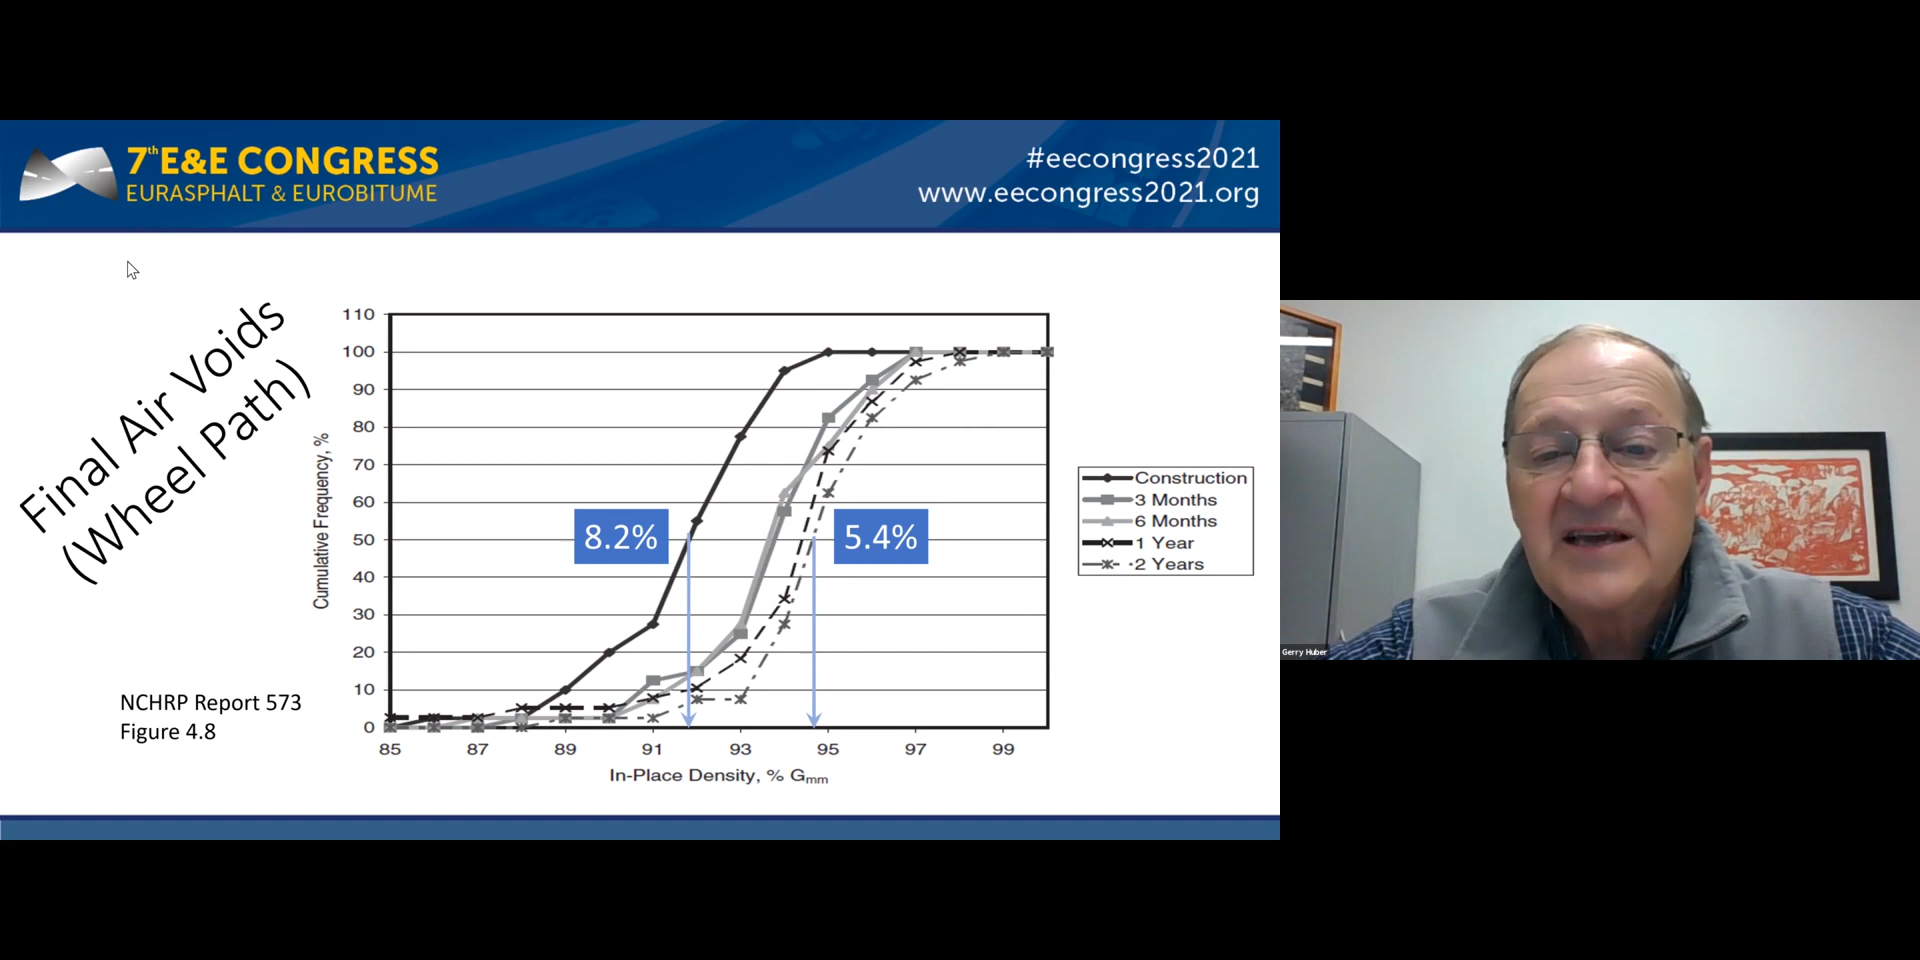 7th E&E CONGRESS
EURASPHALT & EUROBITUME
#eecongress2021
www.eecongress2021.org
Final Air Voids
(Wheel Path)
110
100
90
80
70
60
50
40
30
20
10
0
Cumulative Frequency, %
8.2%
5.4%
85 87 89 91 93 95 97 99
In-Place Density, % Gmm
Construction
3 Months
6 Months
1 Year
2 Years
NCHRP Report 573
Figure 4.8
Gerry Huber